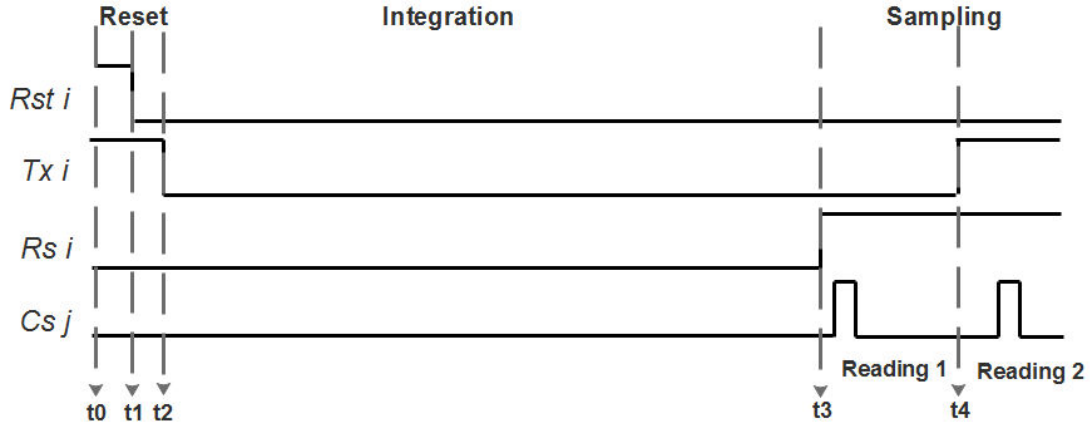 Reset Integration Sampling
Rst i
Tx i
Rs i
Cs j
Reading 1 Reading 2
t0 t1 t2 t3 t4